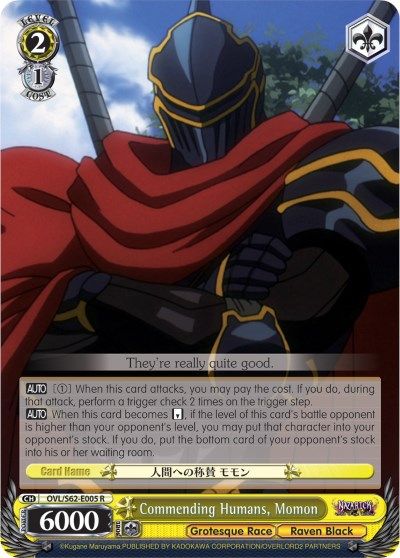 LEVEL
2
1
COST
They're really quite good.
AUTO [①] When this card attacks, you may pay the cost. If you do, during
that attack, perform a trigger check 2 times on the trigger step.
AUTO When this card becomes [ ], if the level of this card's battle opponent
is higher than your opponent's level, you may put that character into your
opponent's stock. If you do, put the bottom card of your opponent's stock
into his or her waiting room.
Card Name 人間への称賛 モモン
CD OVL/S62-E005 R
POWER 6000
Commending Humans, Momon
NAZARICK
Grotesque Race Raven Black
©Kugane Maruyama,PUBLISHED BY KADOKAWA CORPORATION/OVERLORD2 PARTNERS